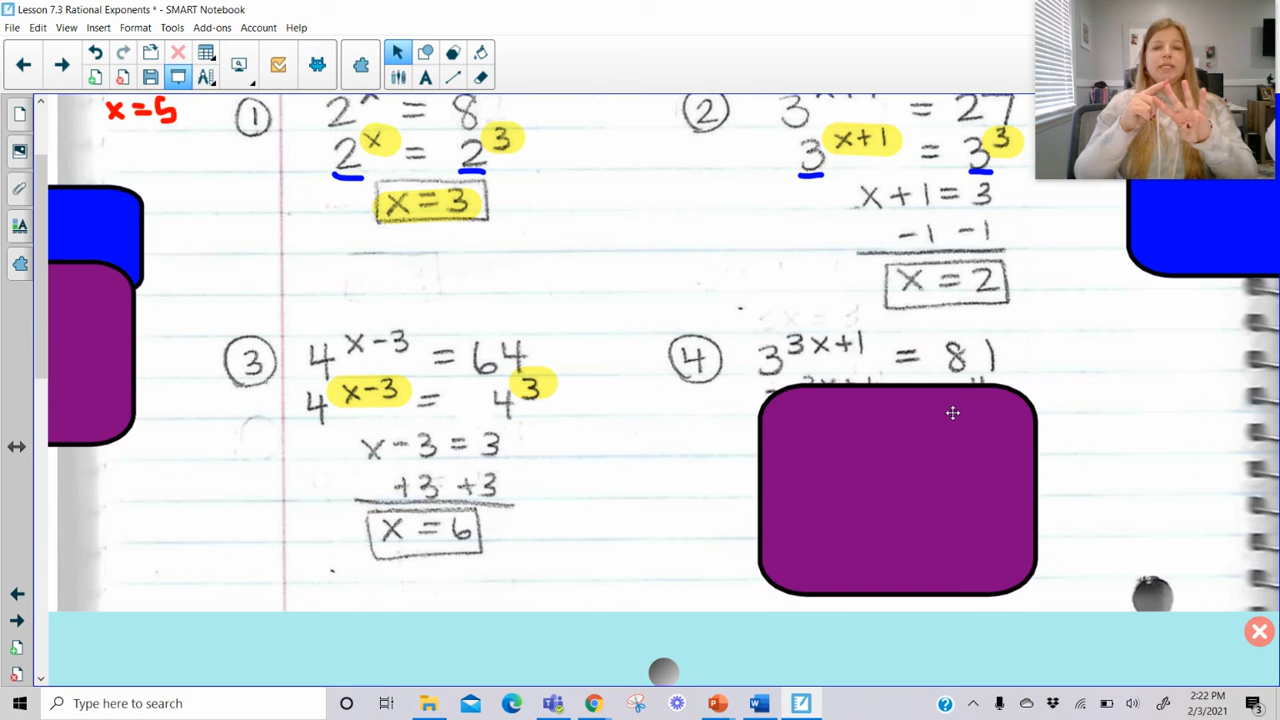 Lesson 7.3 Rational Exponents * - SMART Notebook
File Edit View Insert Format Tools Add-ons Account Help
x=5
① 2^x = 8
2^x = 2^3
x=3
② 3^x+1 = 27
3^x+1 = 3^3
x+1=3
-1 -1
x=2
③ 4^x-3 = 64
4^x-3 = 4^3
x-3=3
+3 +3
x=6
④ 3^3x+1 = 81
Type here to search
2:22 PM
2/3/2021
3